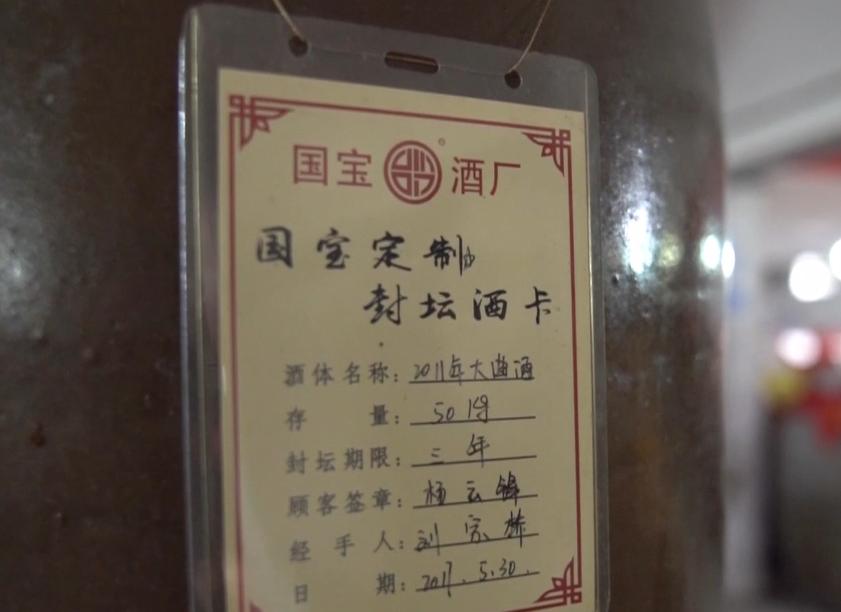 国宝 酒厂
国宝定制
封坛酒卡
酒体名称：2011年大曲酒
存 量：50kg
封坛期限：三年
顾客签章：杨云锋
经手人：刘
日 期：2017.5.30.